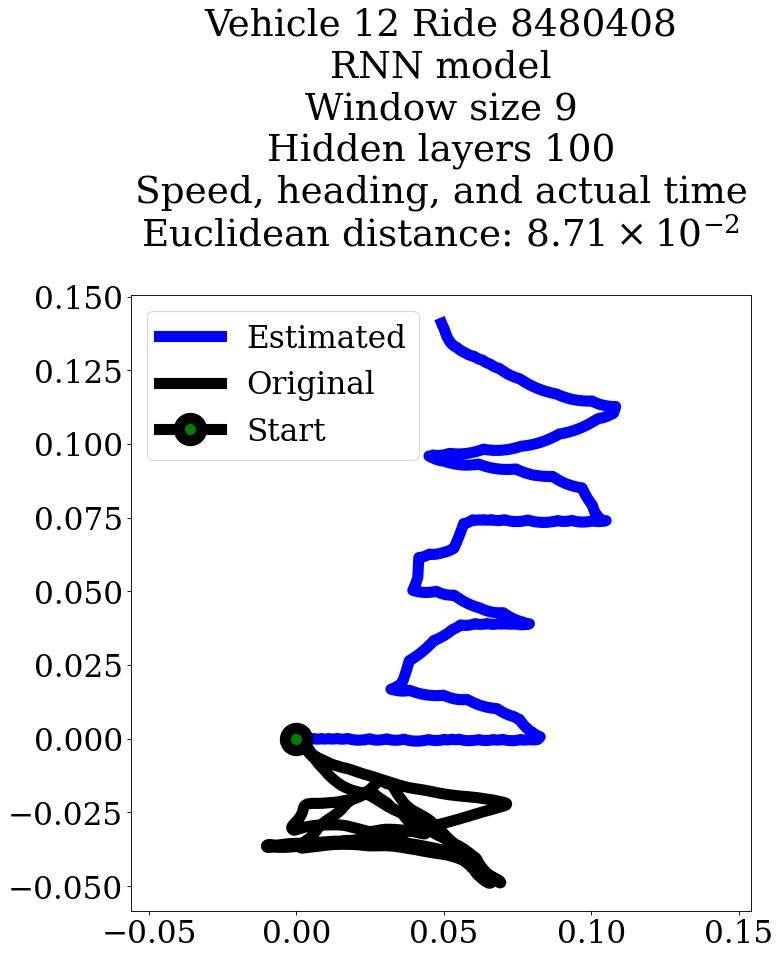 Vehicle 12 Ride 8480408
RNN model
Window size 9
Hidden layers 100
Speed, heading, and actual time
Euclidean distance: 8.71 × 10⁻²
0.150
0.125
0.100
0.075
0.050
0.025
0.000
−0.025
−0.050
Estimated
Original
Start
−0.05 0.00 0.05 0.10 0.15